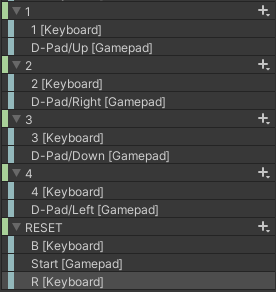 1
1 [Keyboard]
D-Pad/Up [Gamepad]
2
2 [Keyboard]
D-Pad/Right [Gamepad]
3
3 [Keyboard]
D-Pad/Down [Gamepad]
4
4 [Keyboard]
D-Pad/Left [Gamepad]
RESET
B [Keyboard]
Start [Gamepad]
R [Keyboard]